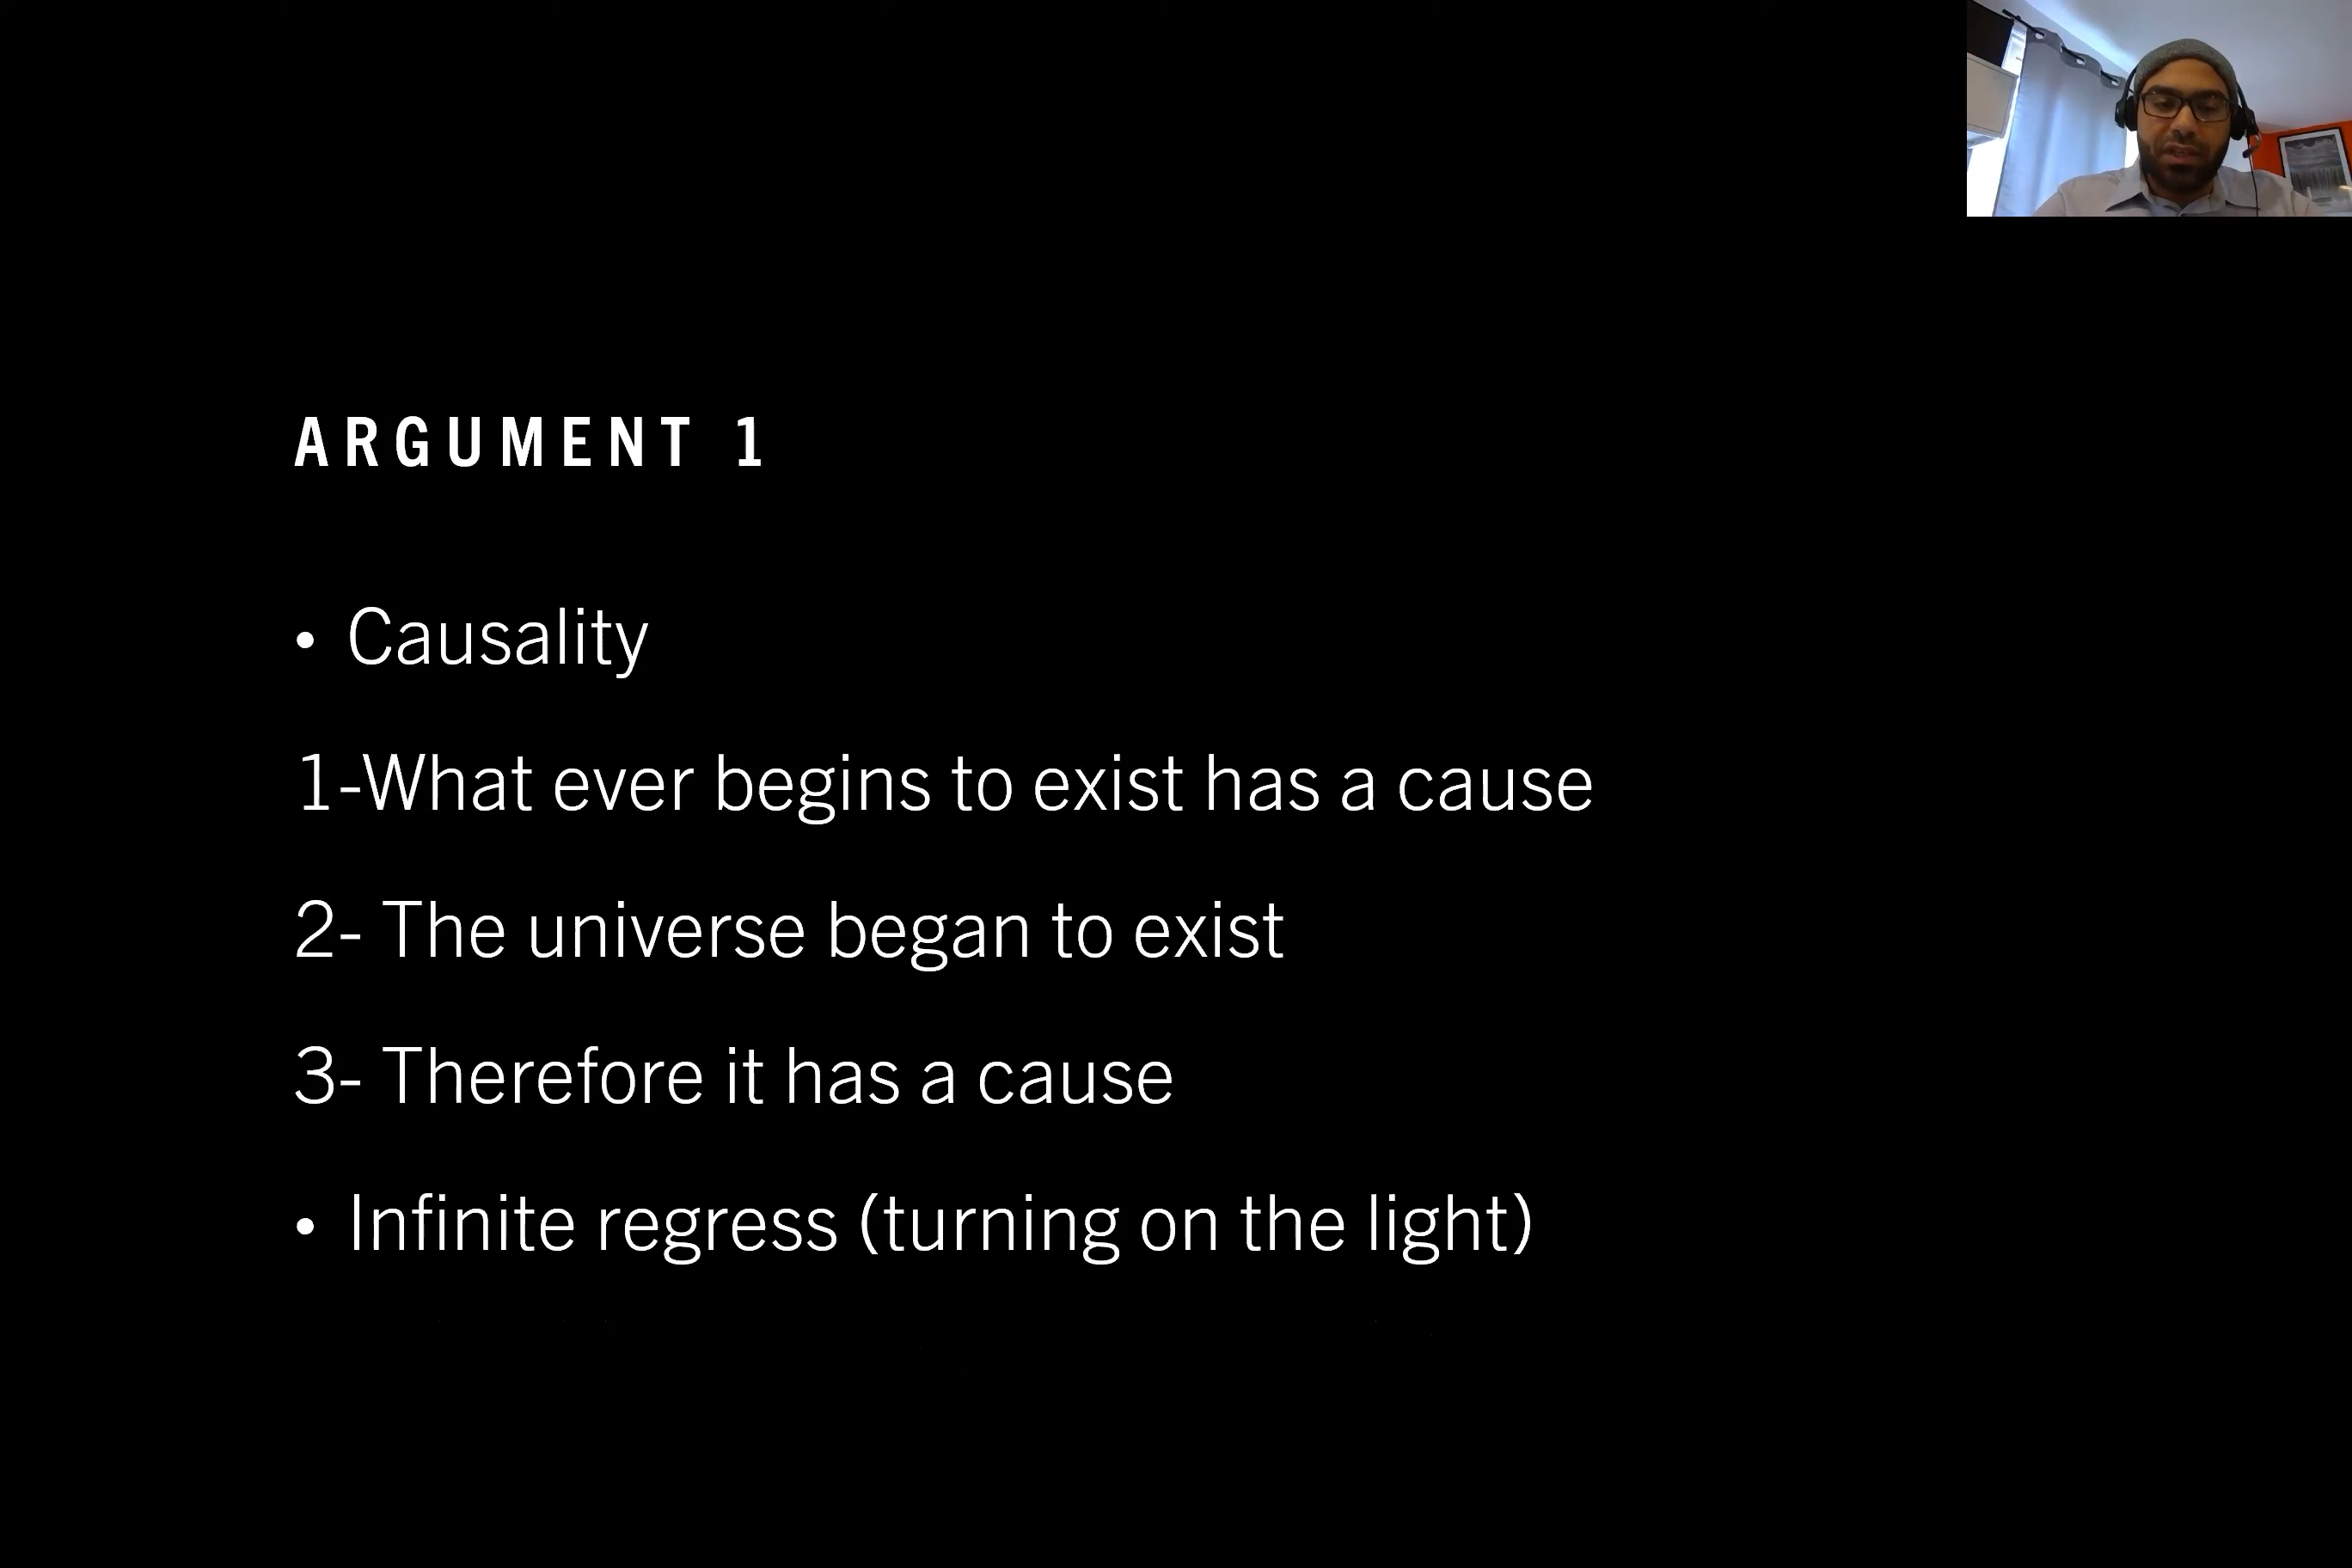 ARGUMENT 1
• Causality
1-What ever begins to exist has a cause
2- The universe began to exist
3- Therefore it has a cause
• Infinite regress (turning on the light)